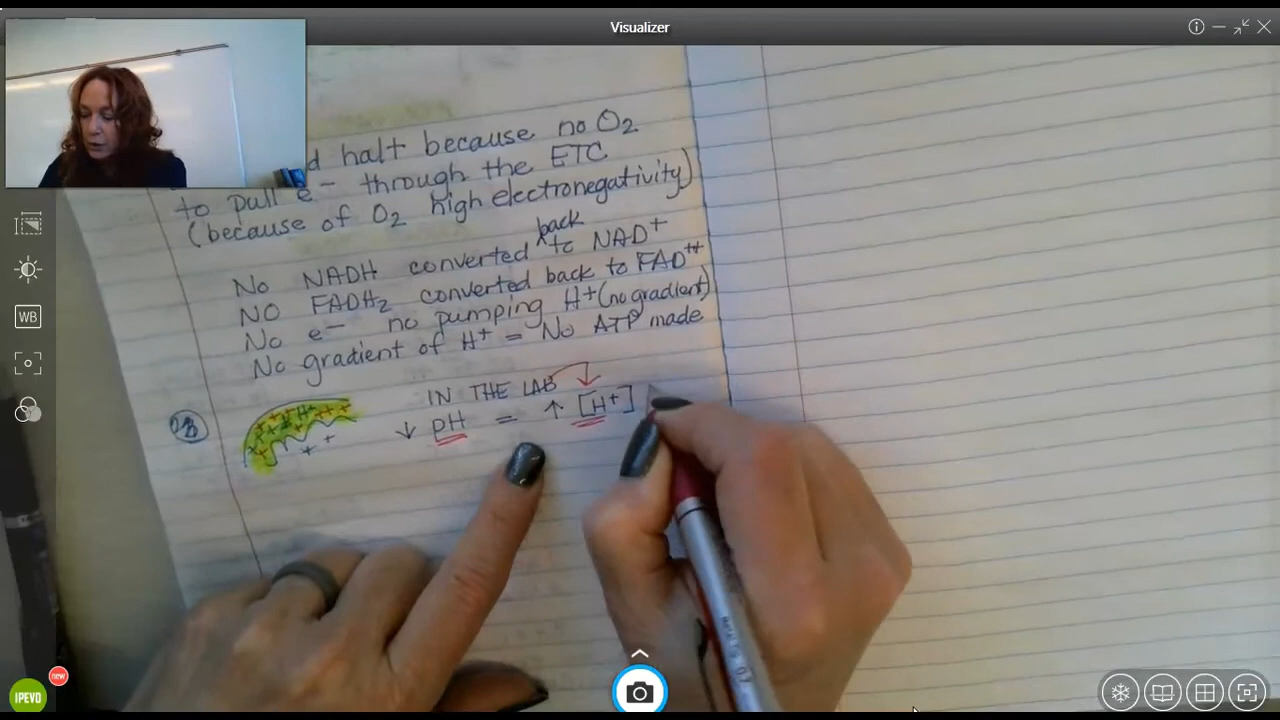 Visualizer
d halt because no O2
to pull e- through the ETC
(because of O2 high electronegativity)
back
No NADH converted to NAD+
NO FADH2 converted back to FAD++
No e- no pumping H+ (no gradient)
No gradient of H+ = No ATP made
IN THE LAB
↓ pH = ↑ [H+]
WB
new
IPEVO